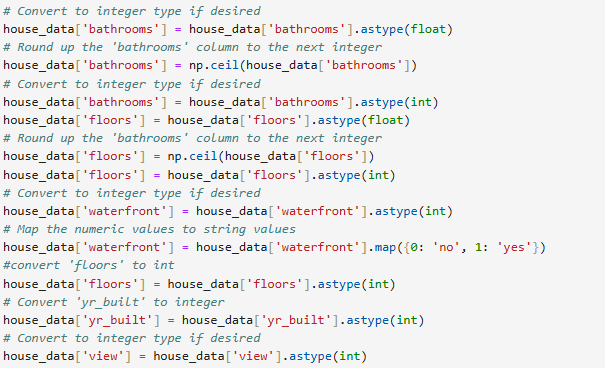 # Convert to integer type if desired
house_data['bathrooms'] = house_data['bathrooms'].astype(float)
# Round up the 'bathrooms' column to the next integer
house_data['bathrooms'] = np.ceil(house_data['bathrooms'])
# Convert to integer type if desired
house_data['bathrooms'] = house_data['bathrooms'].astype(int)
house_data['floors'] = house_data['floors'].astype(float)
# Round up the 'bathrooms' column to the next integer
house_data['floors'] = np.ceil(house_data['floors'])
house_data['floors'] = house_data['floors'].astype(int)
# Convert to integer type if desired
house_data['waterfront'] = house_data['waterfront'].astype(int)
# Map the numeric values to string values
house_data['waterfront'] = house_data['waterfront'].map({0: 'no', 1: 'yes'})
#convert 'floors' to int
house_data['floors'] = house_data['floors'].astype(int)
# Convert 'yr_built' to integer
house_data['yr_built'] = house_data['yr_built'].astype(int)
# Convert to integer type if desired
house_data['view'] = house_data['view'].astype(int)